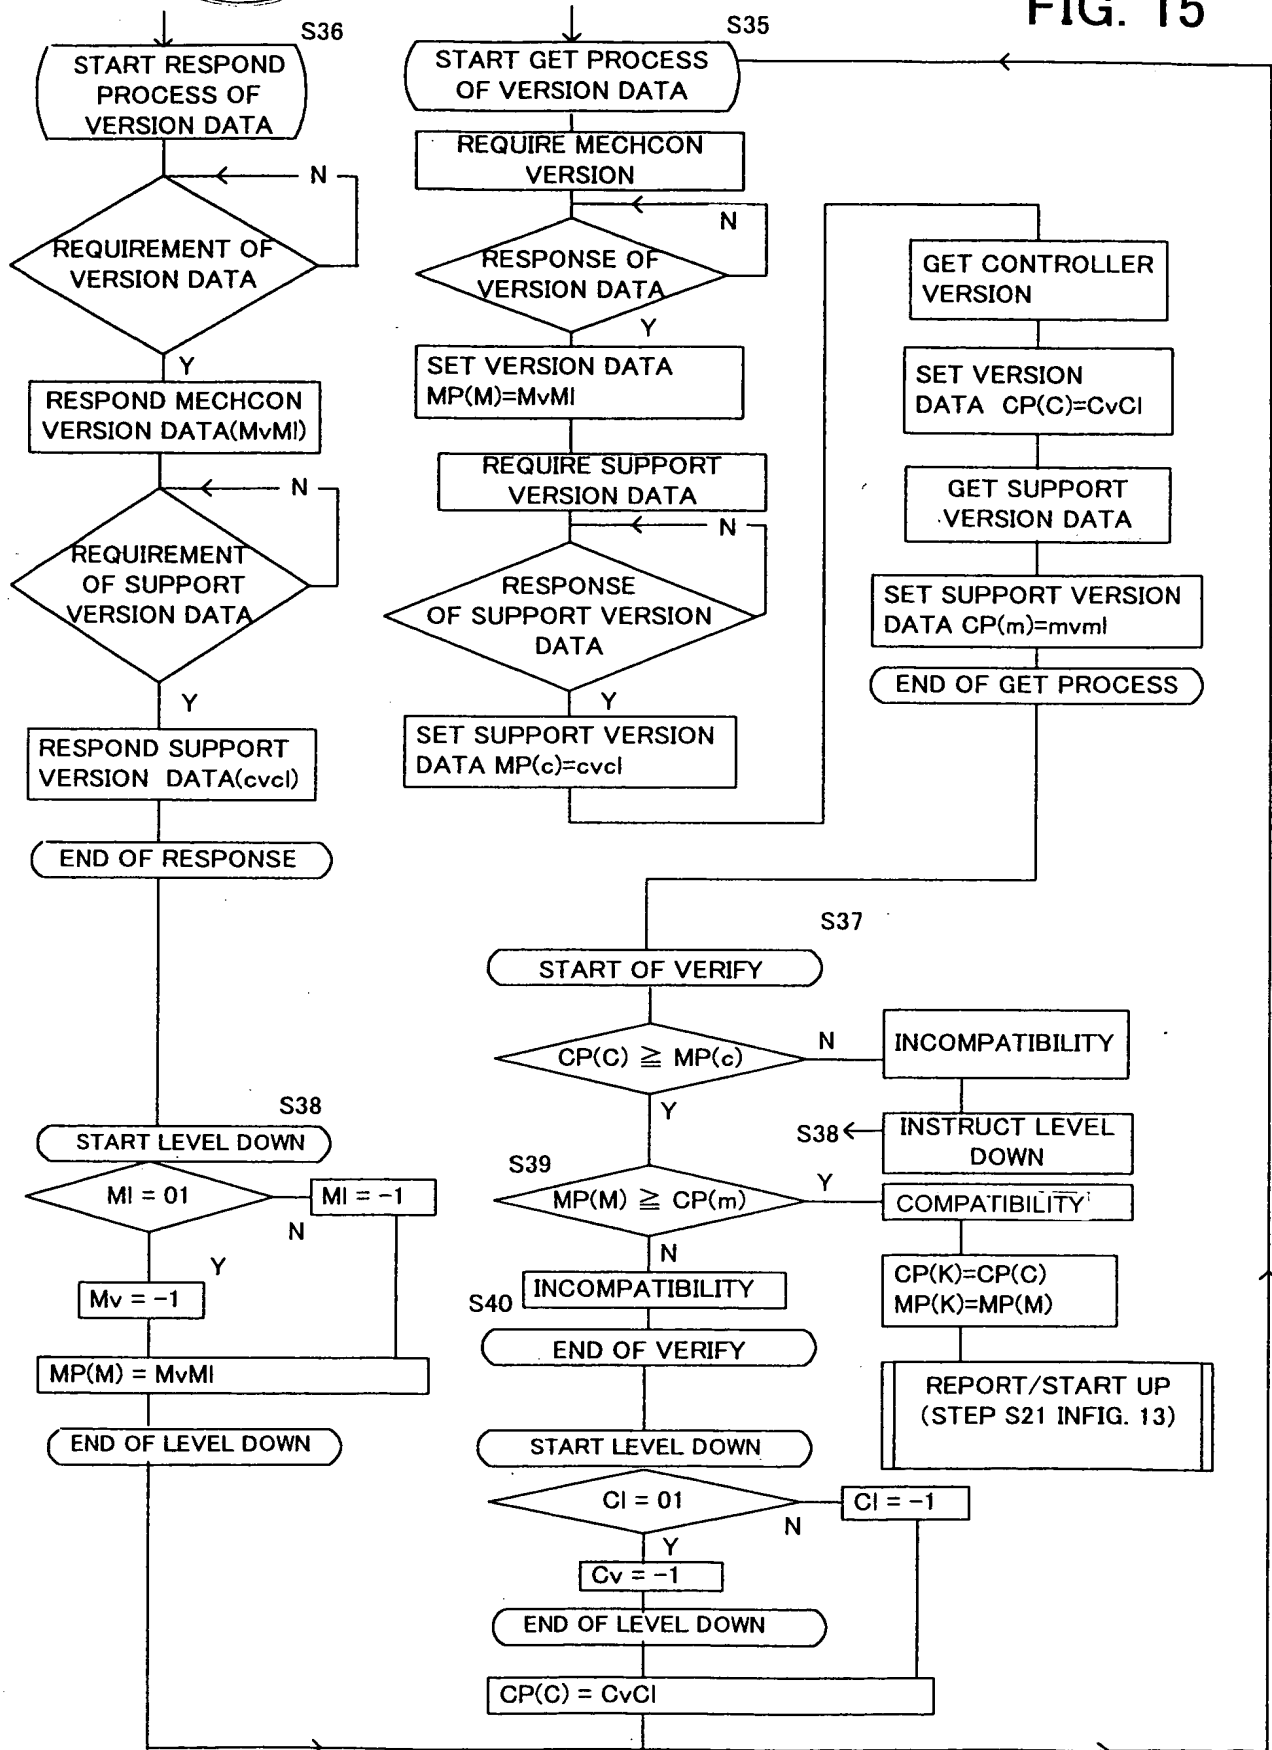 FIG. 15
S36
START RESPOND
PROCESS OF
VERSION DATA
N
REQUIREMENT OF
VERSION DATA
Y
RESPOND MECHCON
VERSION DATA(MvMl)
N
REQUIREMENT
OF SUPPORT
VERSION DATA
Y
RESPOND SUPPORT
VERSION DATA(cvcl)
END OF RESPONSE
S38
START LEVEL DOWN
Ml = 01
Ml = -1
N
Y
Mv = -1
MP(M) = MvMl
END OF LEVEL DOWN
S35
START GET PROCESS
OF VERSION DATA
REQUIRE MECHCON
VERSION
N
RESPONSE OF
VERSION DATA
Y
SET VERSION DATA
MP(M)=MvMl
REQUIRE SUPPORT
VERSION DATA
N
RESPONSE
OF SUPPORT VERSION
DATA
Y
SET SUPPORT VERSION
DATA MP(c)=cvcl
GET CONTROLLER
VERSION
SET VERSION
DATA CP(C)=CvCl
GET SUPPORT
VERSION DATA
SET SUPPORT VERSION
DATA CP(m)=mvml
END OF GET PROCESS
S37
START OF VERIFY
CP(C) ≧ MP(c)
N
INCOMPATIBILITY
Y
S38
INSTRUCT LEVEL
DOWN
S39
MP(M) ≧ CP(m)
Y
COMPATIBILITY
N
CP(K)=CP(C)
MP(K)=MP(M)
INCOMPATIBILITY
S40
END OF VERIFY
REPORT/START UP
(STEP S21 INFIG. 13)
START LEVEL DOWN
Cl = 01
Cl = -1
N
Y
Cv = -1
END OF LEVEL DOWN
CP(C) = CvCl